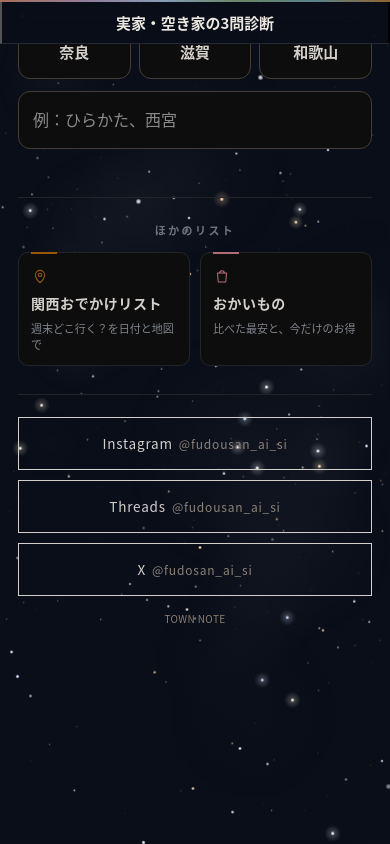 実家・空き家の3問診断
奈良
滋賀
和歌山
例：ひらかた、西宮
ほかのリスト
関西おでかけリスト
週末どこ行く？を日付と地図
で
おかいもの
比べた最安と、今だけのお得
Instagram @fudousan_ai_si
Threads @fudousan_ai_si
X @fudosan_ai_si
TOWN NOTE